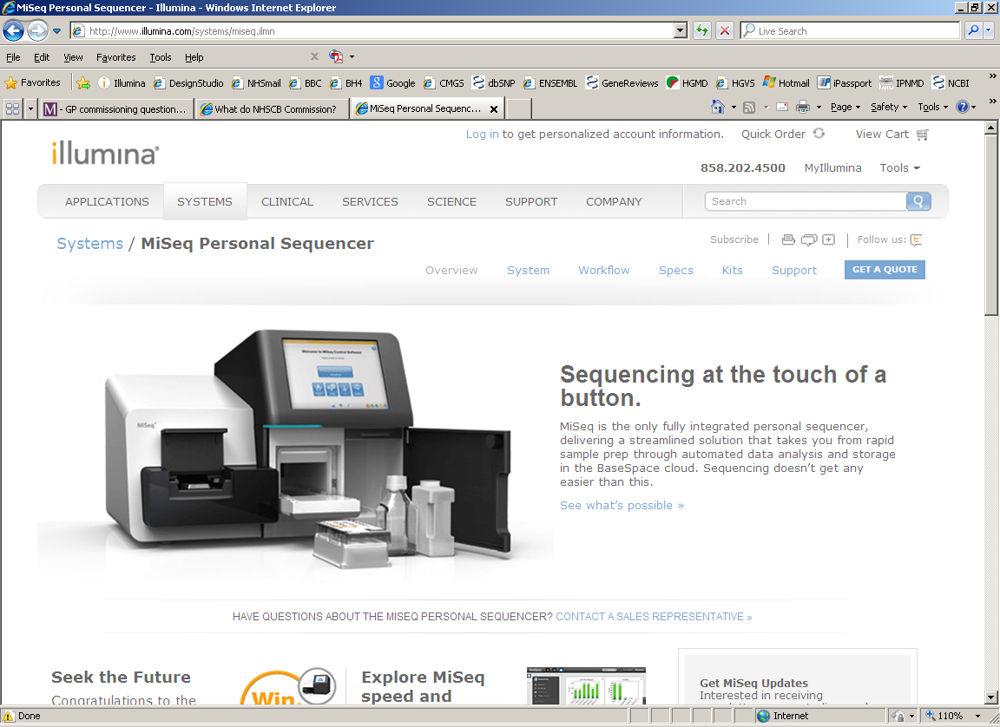 MiSeq Personal Sequencer - Illumina - Windows Internet Explorer
http://www.illumina.com/systems/miseq.ilmn
Live Search
File Edit View Favorites Tools Help
Favorites Illumina DesignStudio NHSmail BBC BH4 Google CMGS dbSNP ENSEMBL GeneReviews HGMD HGVS Hotmail iPassport IPNMD NCBI »
M - GP commissioning question... What do NHSCB Commission? MiSeq Personal Sequenc... Page Safety Tools »
Log in to get personalized account information. Quick Order View Cart
illumina®
858.202.4500 MyIllumina Tools
APPLICATIONS SYSTEMS CLINICAL SERVICES SCIENCE SUPPORT COMPANY Search
Systems / MiSeq Personal Sequencer
Subscribe | Follow us:
Overview System Workflow Specs Kits Support GET A QUOTE
Welcome to MiSeq Control Software
MiSeq
Sequencing at the touch of a
button.
MiSeq is the only fully integrated personal sequencer,
delivering a streamlined solution that takes you from rapid
sample prep through automated data analysis and storage
in the BaseSpace cloud. Sequencing doesn't get any
easier than this.
See what's possible »
HAVE QUESTIONS ABOUT THE MISEQ PERSONAL SEQUENCER? CONTACT A SALES REPRESENTATIVE »
Seek the Future
Congratulations to the
Win
Explore MiSeq
speed and
Get MiSeq Updates
Interested in receiving
Done Internet 110%